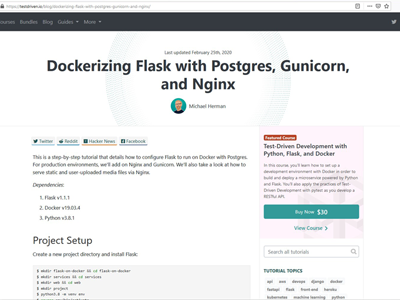 https://testdriven.io/blog/dockerizing-flask-with-postgres-gunicorn-and-nginx/
Courses Bundles Blog Guides More
Last updated February 25th, 2020
Dockerizing Flask with Postgres, Gunicorn,
and Nginx
Michael Herman
Twitter Reddit Hacker News Facebook
This is a step-by-step tutorial that details how to configure Flask to run on Docker with Postgres.
For production environments, we'll add on Nginx and Gunicorn. We'll also take a look at how to
serve static and user-uploaded media files via Nginx.
Dependencies:
1. Flask v1.1.1
2. Docker v19.03.4
3. Python v3.8.1
Project Setup
Create a new project directory and install Flask:
$ mkdir flask-on-docker && cd flask-on-docker
$ mkdir services && cd services
$ mkdir web && cd web
$ mkdir project
$ python3.8 -m venv env
Featured Course
Test-Driven Development with
Python, Flask, and Docker
In this course, you'll learn how to set up a
development environment with Docker in order to
build and deploy a microservice powered by Python
and Flask. You'll also apply the practices of Test-
Driven Development with pytest as you develop a
RESTful API.
Buy Now $30
View Course
Search all tutorials
TUTORIAL TOPICS
api aws devops django docker
fastapi flask front-end heroku
kubernetes machine learning python